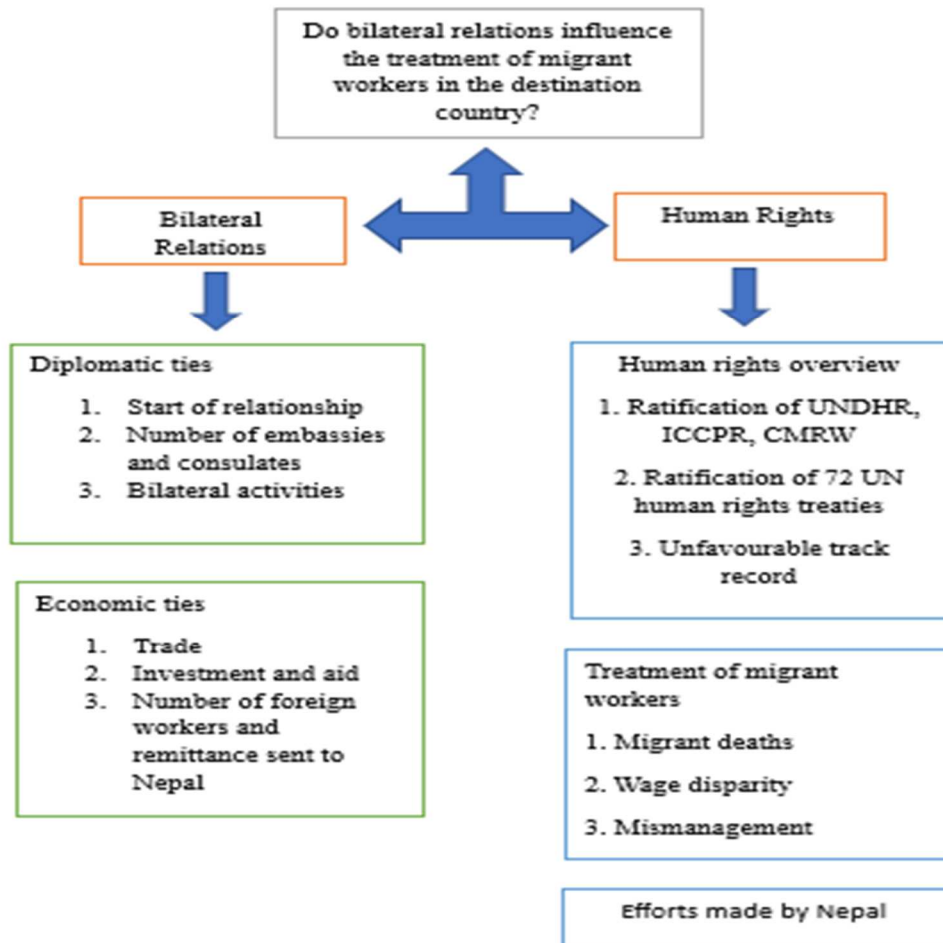 Do bilateral relations influence
the treatment of migrant
workers in the destination
country?
Bilateral
Relations
Human Rights
Diplomatic ties
1. Start of relationship
2. Number of embassies
and consulates
3. Bilateral activities
Economic ties
1. Trade
2. Investment and aid
3. Number of foreign
workers and
remittance sent to
Nepal
Human rights overview
1. Ratification of UNDHR,
ICCPR, CMRW
2. Ratification of 72 UN
human rights treaties
3. Unfavourable track
record
Treatment of migrant
workers
1. Migrant deaths
2. Wage disparity
3. Mismanagement
Efforts made by Nepal